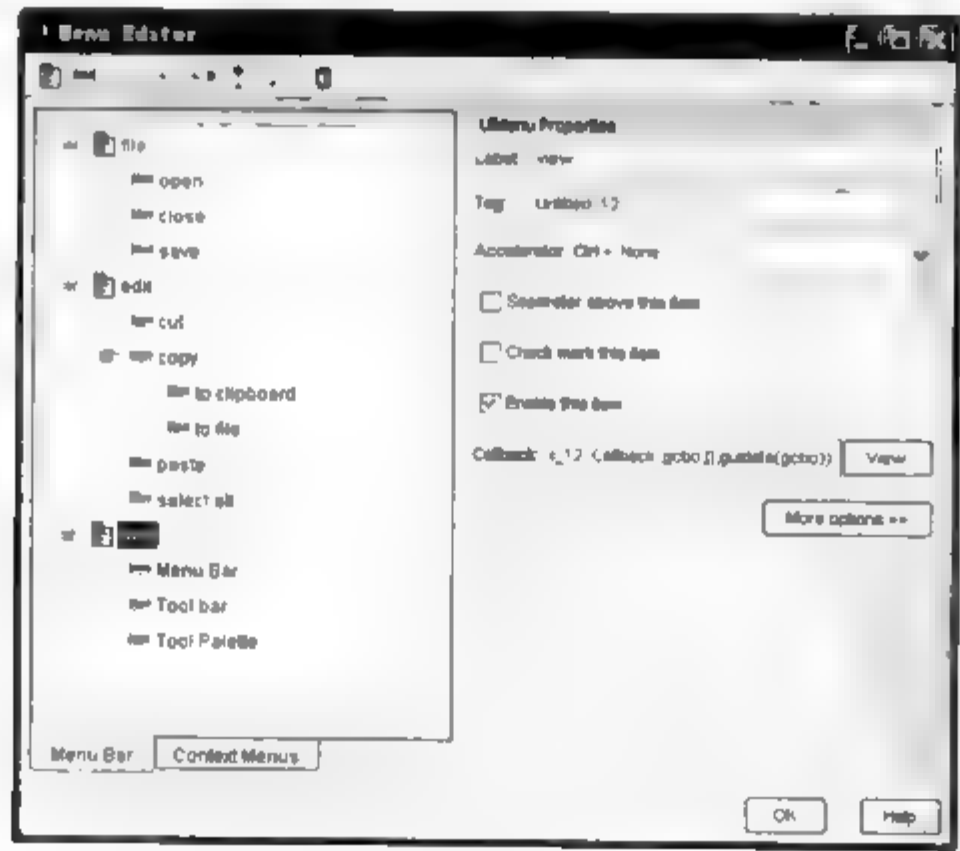 Menu Editor
file
open
close
save
edit
cut
copy
to clipboard
to file
paste
select all
Menu Bar
Tool bar
Tool Palette
Menu Bar
Context Menus
UIMenu Properties
Label view
Tag Untitled_12
Accelerator Ctrl + None
Separator above this item
Check mark this item
Enable this item
Callback
View
More options >>
OK
Help